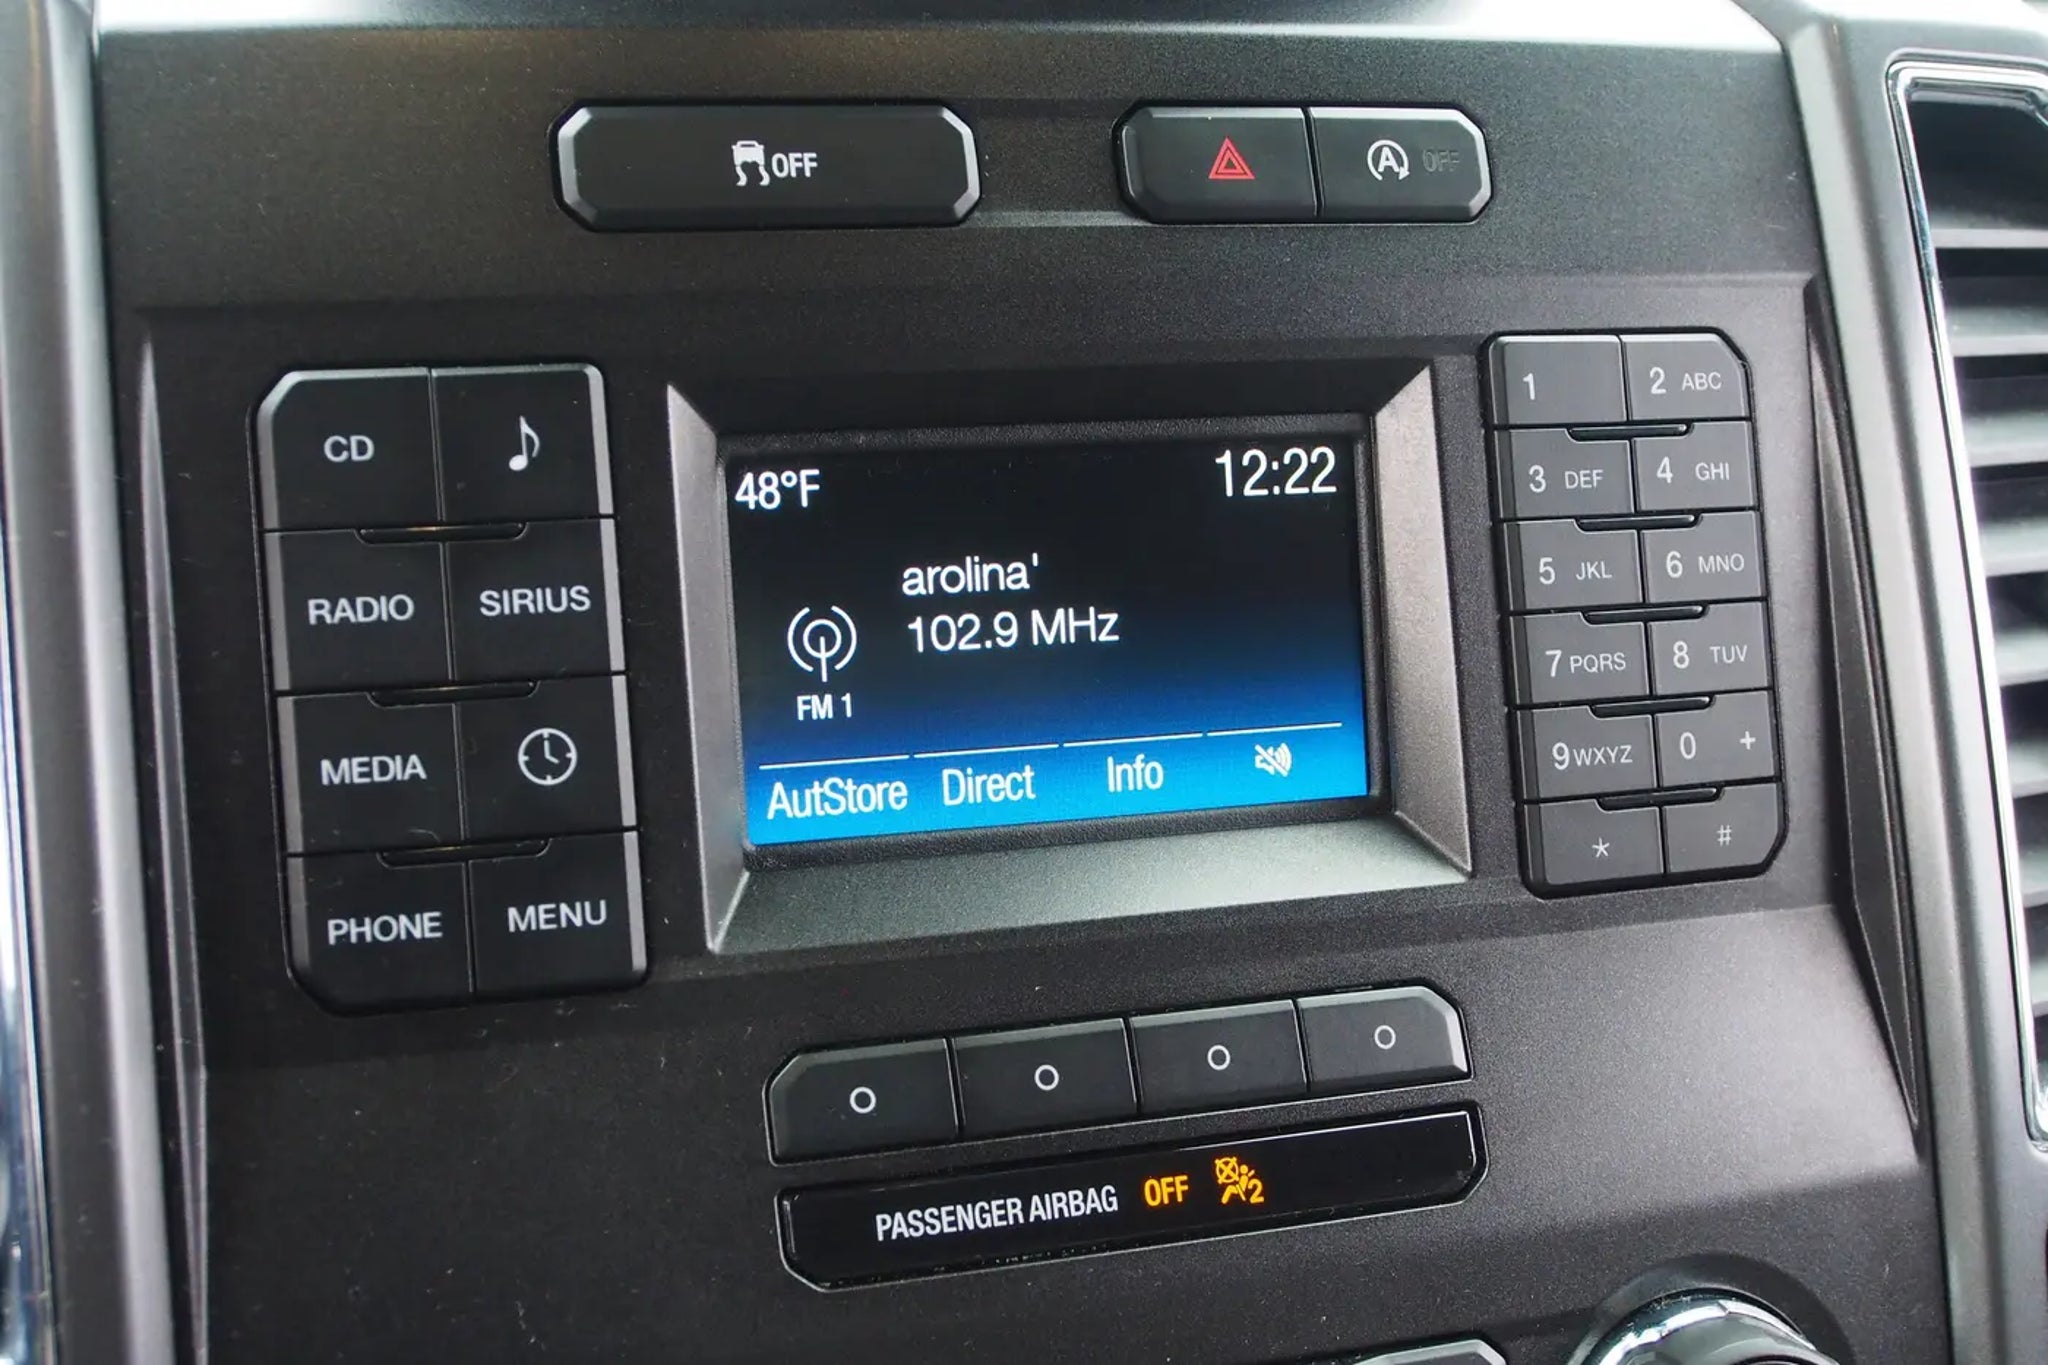 OFF
A OFF
CD
RADIO SIRIUS
MEDIA
PHONE MENU
48°F 12:22
arolina'
102.9 MHz
FM 1
AutStore Direct Info
1 2 ABC
3 DEF 4 GHI
5 JKL 6 MNO
7 PQRS 8 TUV
9 WXYZ 0 +
* #
PASSENGER AIRBAG OFF 2